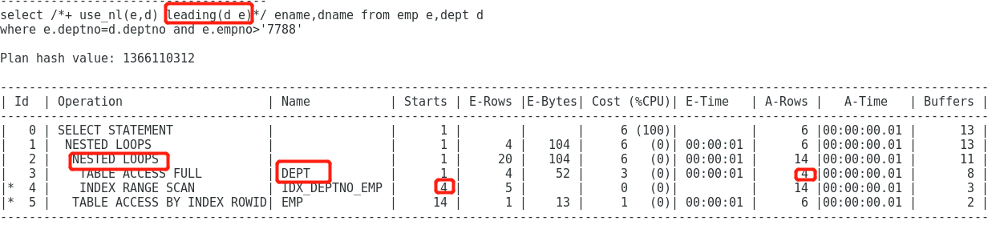 select /*+ use_nl(e,d) leading(d e)*/ ename,dname from emp e,dept d
where e.deptno=d.deptno and e.empno>'7788'
Plan hash value: 1366110312
--------------------------------------------------------------------------------------------------------------------------------------
| Id  | Operation                    | Name            | Starts | E-Rows |E-Bytes| Cost (%CPU)| E-Time   | A-Rows |   A-Time   | Buffers |
--------------------------------------------------------------------------------------------------------------------------------------
|   0 | SELECT STATEMENT             |                 |      1 |        |       |     6 (100)|          |      6 |00:00:00.01 |      13 |
|   1 |  NESTED LOOPS                |                 |      1 |      4 |   104 |     6   (0)| 00:00:01 |      6 |00:00:00.01 |      13 |
|   2 |   NESTED LOOPS               |                 |      1 |     20 |   104 |     6   (0)| 00:00:01 |     14 |00:00:00.01 |      11 |
|   3 |    TABLE ACCESS FULL         | DEPT            |      1 |      4 |    52 |     3   (0)| 00:00:01 |      4 |00:00:00.01 |       8 |
|*  4 |    INDEX RANGE SCAN          | IDX_DEPTNO_EMP  |      4 |      5 |       |     0   (0)|          |     14 |00:00:00.01 |       3 |
|*  5 |   TABLE ACCESS BY INDEX ROWID| EMP             |     14 |      1 |    13 |     1   (0)| 00:00:01 |      6 |00:00:00.01 |       2 |
--------------------------------------------------------------------------------------------------------------------------------------